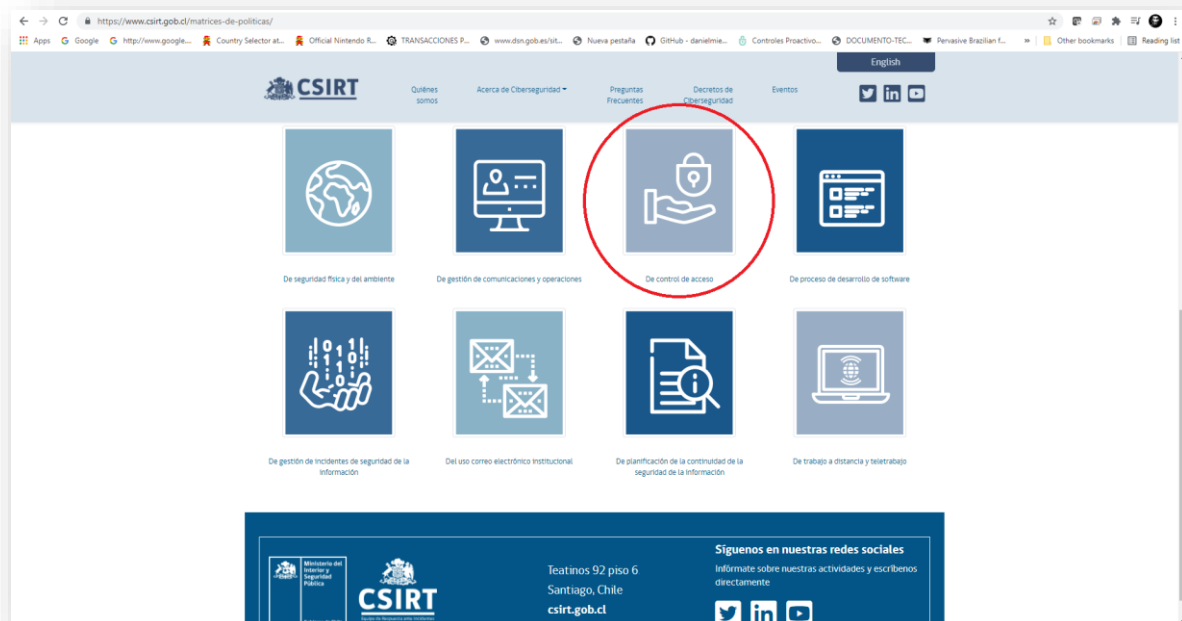 https://www.csirt.gob.cl/matrices-de-politicas/
Apps Google http://www.google... Country Selector at... Official Nintendo R... TRANSACCIONES P... www.dsn.gob.es/sit... Nueva pestaña GitHub - danielmie... Controles Proactivo... DOCUMENTO-TEC... Pervasive Brazilian f... » Other bookmarks Reading list
English
CSIRT
Quiénes somos
Acerca de Ciberseguridad
Preguntas Frecuentes
Decretos de Ciberseguridad
Eventos
De seguridad física y del ambiente
De gestión de comunicaciones y operaciones
De control de acceso
De proceso de desarrollo de software
De gestión de incidentes de seguridad de la
información
Del uso correo electrónico institucional
De planificación de la continuidad de la
seguridad de la información
De trabajo a distancia y teletrabajo
Ministerio del
Interior y
Seguridad
Pública
CSIRT
Teatinos 92 piso 6
Santiago, Chile
csirt.gob.cl
Síguenos en nuestras redes sociales
Infórmate sobre nuestras actividades y escríbenos
directamente